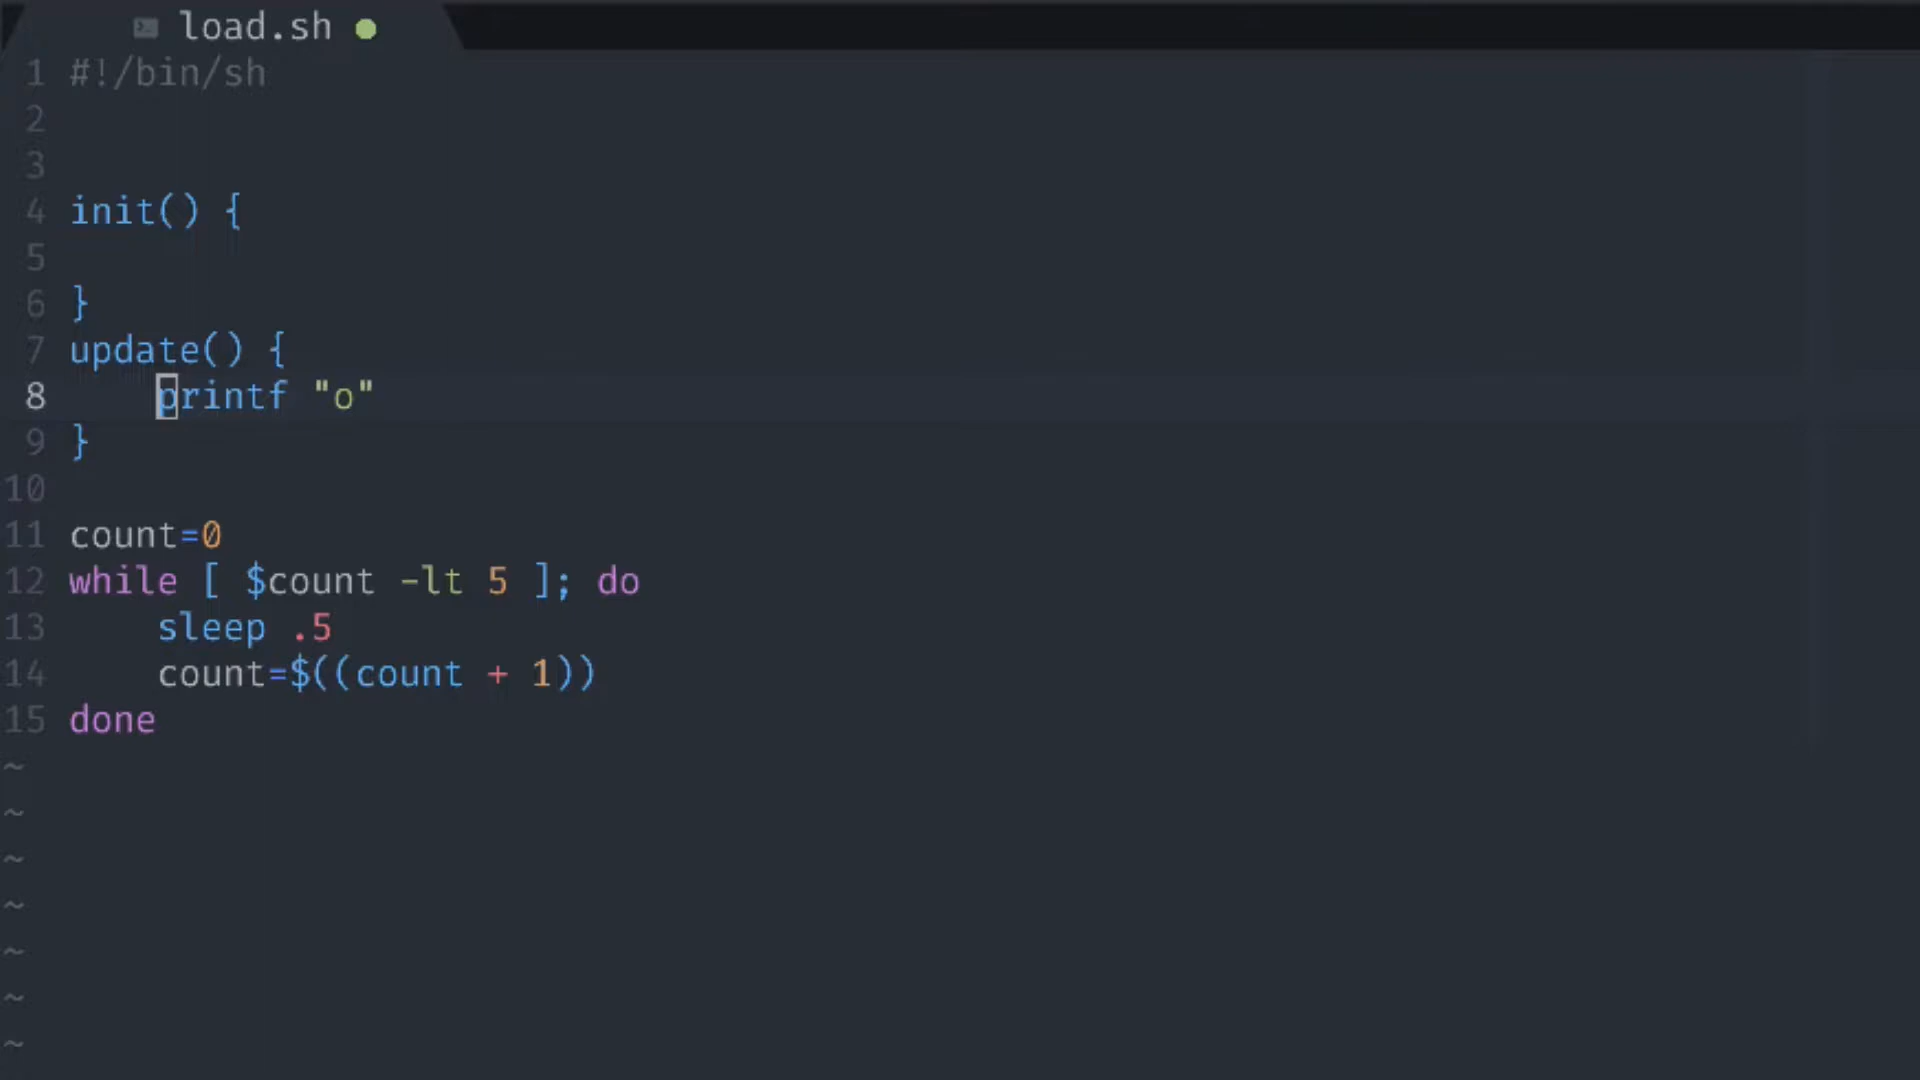 load.sh
1 #!/bin/sh
2
3
4 init() {
5
6 }
7 update() {
8     printf "o"
9 }
10
11 count=0
12 while [ $count -lt 5 ]; do
13     sleep .5
14     count=$((count + 1))
15 done
~
~
~
~
~
~
~